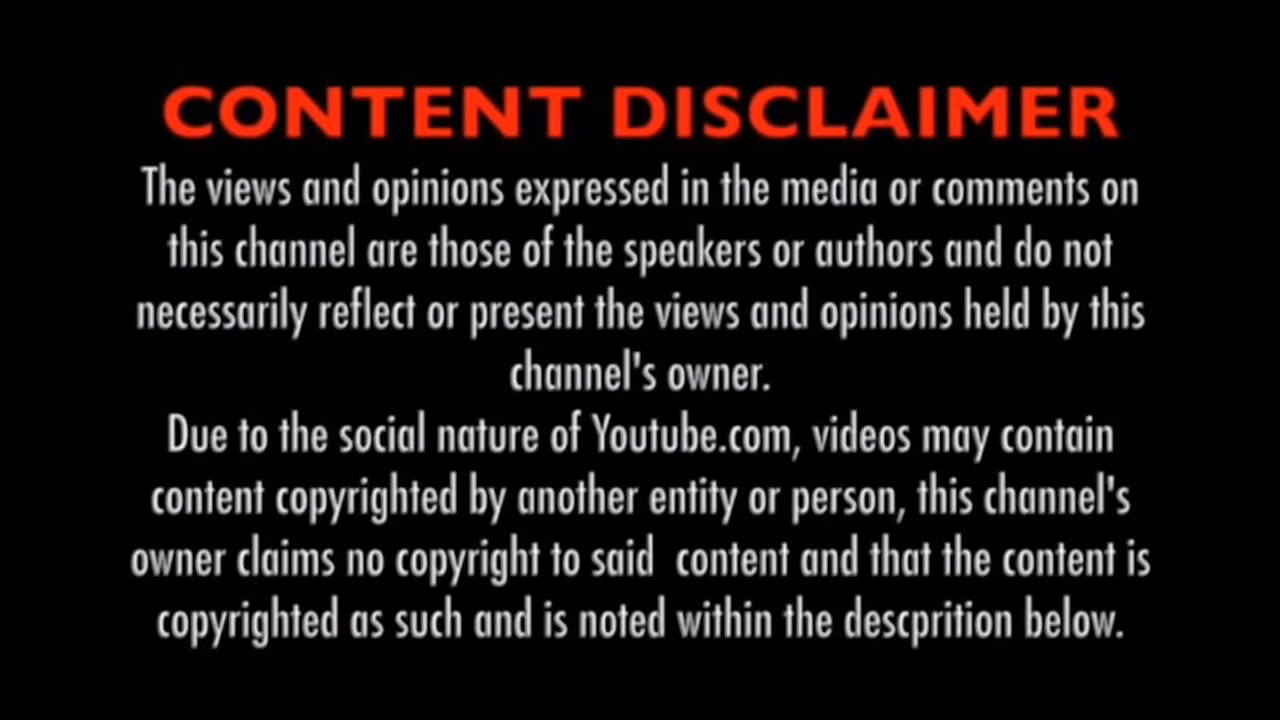 CONTENT DISCLAIMER
The views and opinions expressed in the media or comments on
this channel are those of the speakers or authors and do not
necessarily reflect or present the views and opinions held by this
channel's owner.
Due to the social nature of Youtube.com, videos may contain
content copyrighted by another entity or person, this channel's
owner claims no copyright to said  content and that the content is
copyrighted as such and is noted within the descprition below.